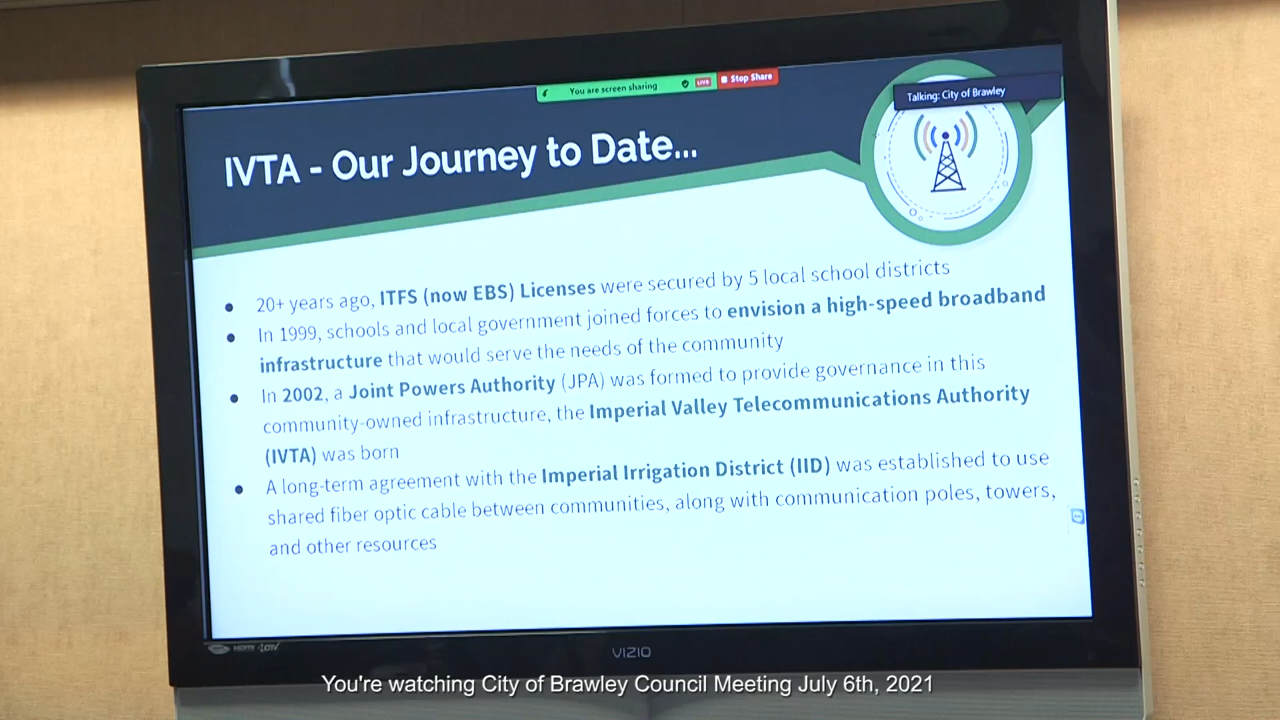 You are screen sharing
LIVE
Stop Share
Talking: City of Brawley
IVTA - Our Journey to Date...
● 20+ years ago, ITFS (now EBS) Licenses were secured by 5 local school districts
● In 1999, schools and local government joined forces to envision a high-speed broadband
infrastructure that would serve the needs of the community
● In 2002, a Joint Powers Authority (JPA) was formed to provide governance in this
community-owned infrastructure, the Imperial Valley Telecommunications Authority
(IVTA) was born
● A long-term agreement with the Imperial Irrigation District (IID) was established to use
shared fiber optic cable between communities, along with communication poles, towers,
and other resources
HDMI
VIZIO
You're watching City of Brawley Council Meeting July 6th, 2021